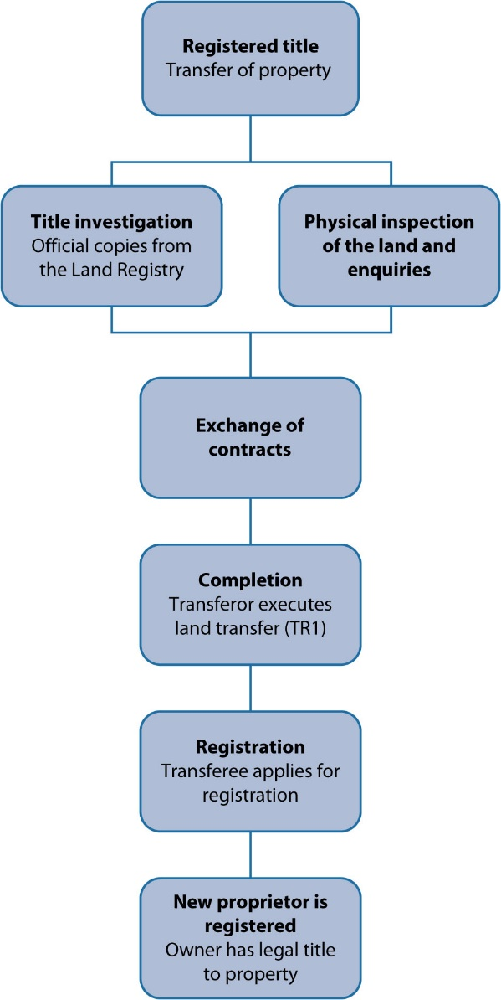 Registered title
Transfer of property
Title investigation
Official copies from
the Land Registry
Physical inspection
of the land and
enquiries
Exchange of
contracts
Completion
Transferor executes
land transfer (TR1)
Registration
Transferee applies for
registration
New proprietor is
registered
Owner has legal title
to property